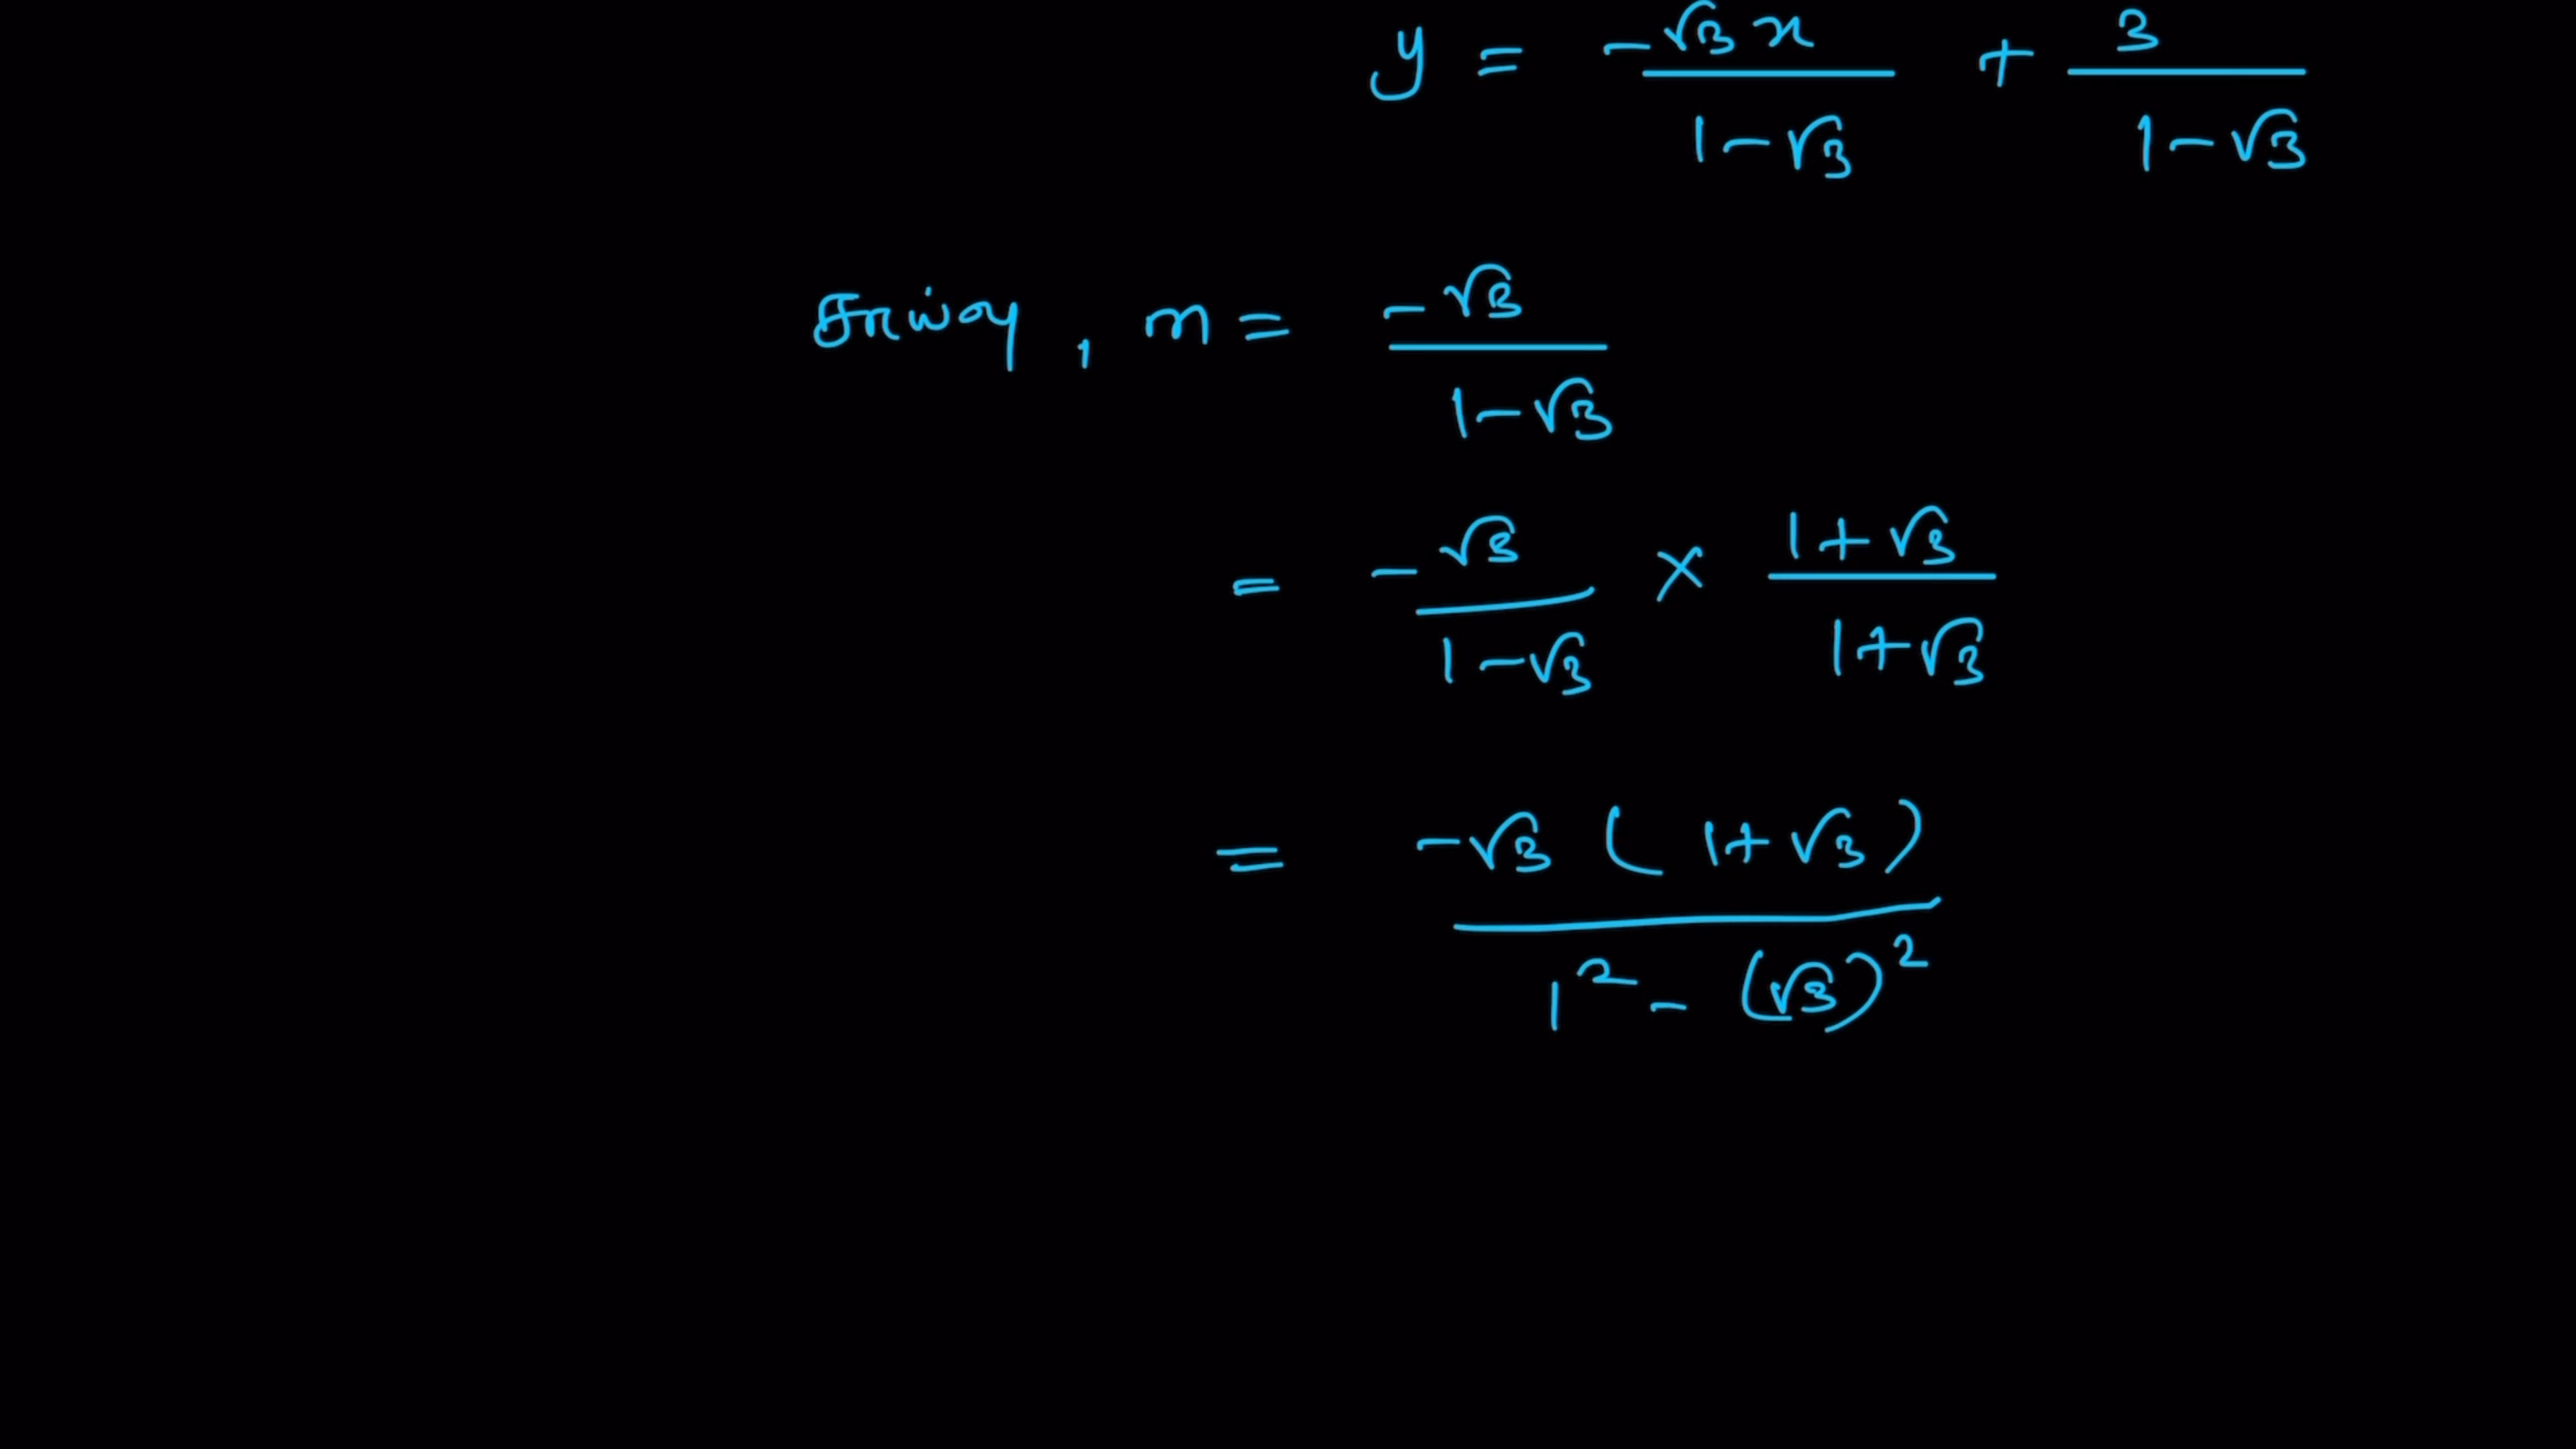 y = -√3x / 1-√3 + 3 / 1-√3
சாய்வு, m = -√3 / 1-√3
= -√3 / 1-√3 × 1+√3 / 1+√3
= -√3 (1+√3) / 1² - (√3)²